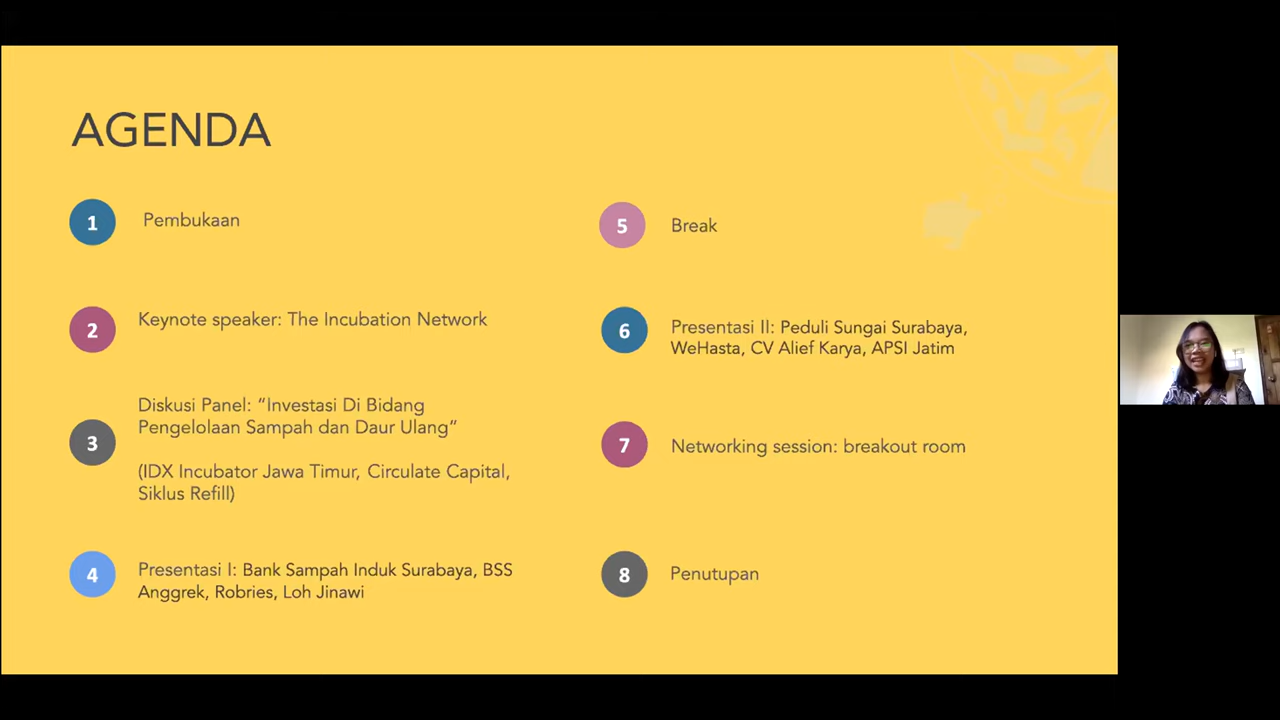 AGENDA
1
Pembukaan
2
Keynote speaker: The Incubation Network
3
Diskusi Panel: “Investasi Di Bidang
Pengelolaan Sampah dan Daur Ulang”
(IDX Incubator Jawa Timur, Circulate Capital,
Siklus Refill)
4
Presentasi I: Bank Sampah Induk Surabaya, BSS
Anggrek, Robries, Loh Jinawi
5
Break
6
Presentasi II: Peduli Sungai Surabaya,
WeHasta, CV Alief Karya, APSI Jatim
7
Networking session: breakout room
8
Penutupan